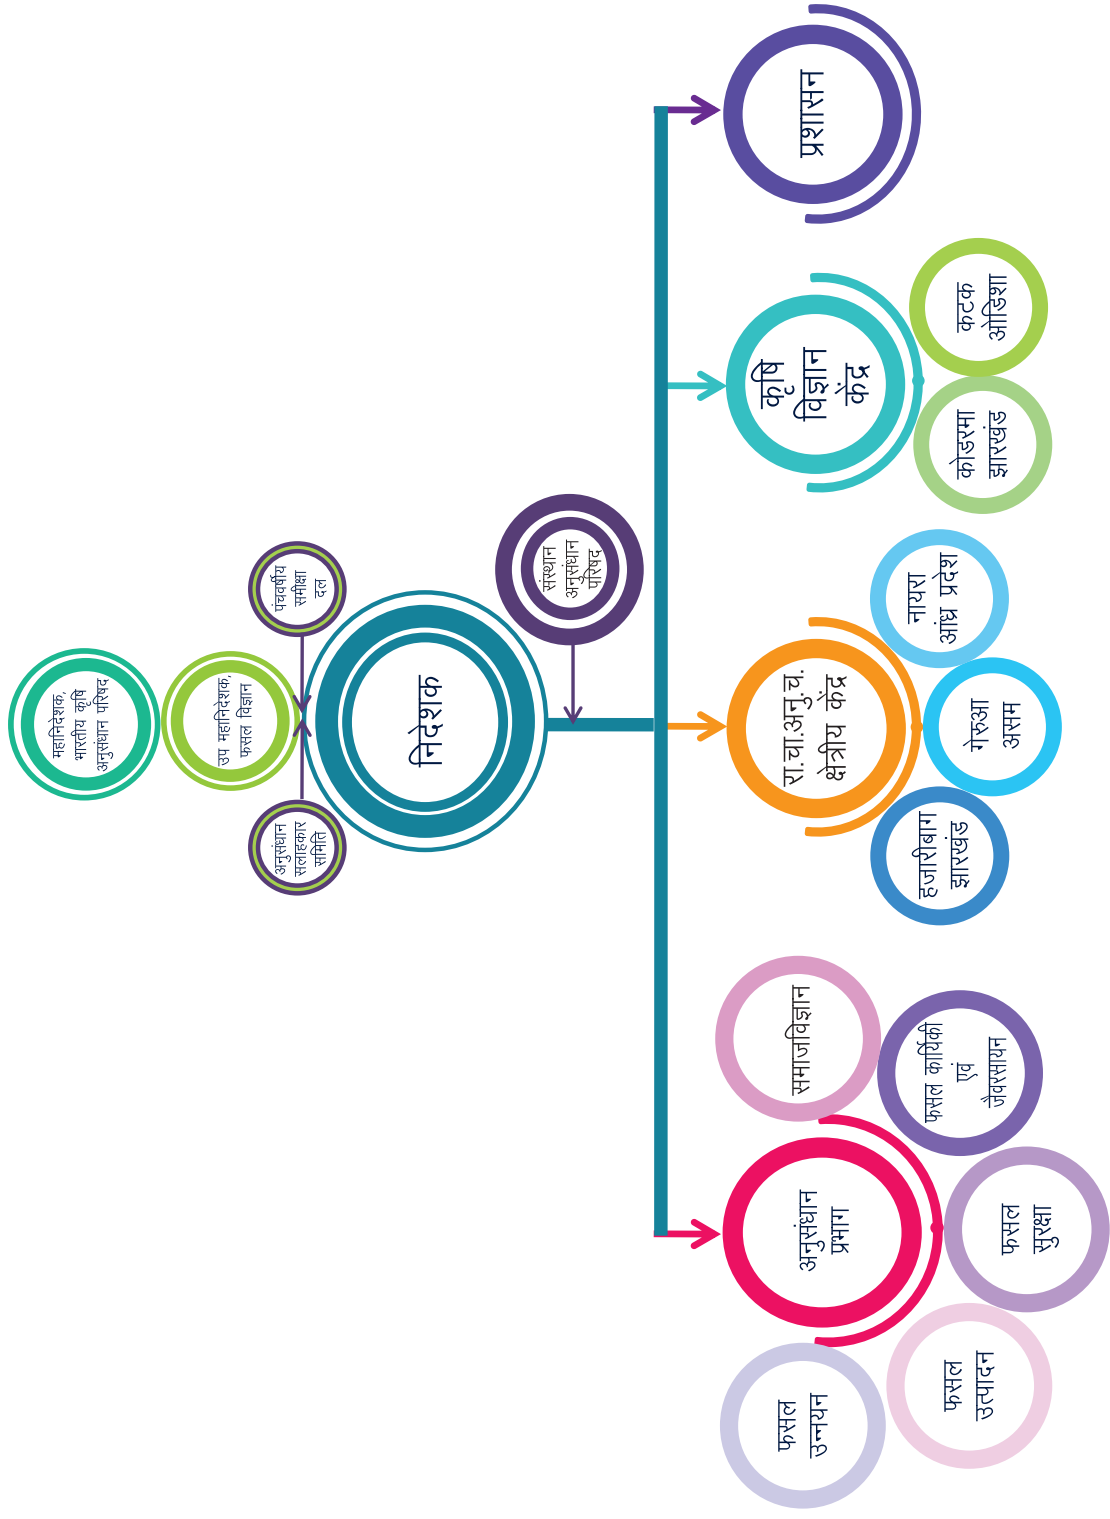 महानिदेशक,
भारतीय कृषि
अनुसंधान परिषद
उप महानिदेशक,
फसल विज्ञान
अनुसंधान
सलाहकार
समिति
पंचवर्षीय
समीक्षा
दल
निदेशक
संस्थान
अनुसंधान
परिषद
अनुसंधान
प्रभाग
फसल
उन्नयन
फसल
उत्पादन
फसल
सुरक्षा
फसल कार्यिकी
एवं
जैवरसायन
समाजविज्ञान
रा.चा.अनु.च.
क्षेत्रीय केंद्र
हजारीबाग
झारखंड
गेरुआ
असम
नायरा
आंध्र प्रदेश
कृषि
विज्ञान
केंद्र
कोडरमा
झारखंड
कटक
ओडिशा
प्रशासन